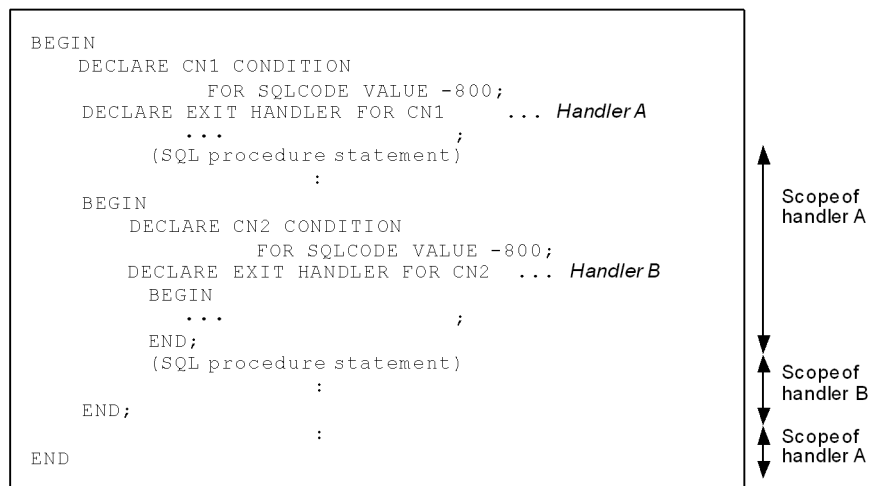 BEGIN
DECLARE CN1 CONDITION
FOR SQLCODE VALUE -800;
DECLARE EXIT HANDLER FOR CN1 ... Handler A
... ;
(SQL procedure statement)
:
BEGIN
DECLARE CN2 CONDITION
FOR SQLCODE VALUE -800;
DECLARE EXIT HANDLER FOR CN2 ... Handler B
BEGIN
... ;
END;
(SQL procedure statement)
:
END;
:
END
Scope of
handler A
Scope of
handler B
Scope of
handler A